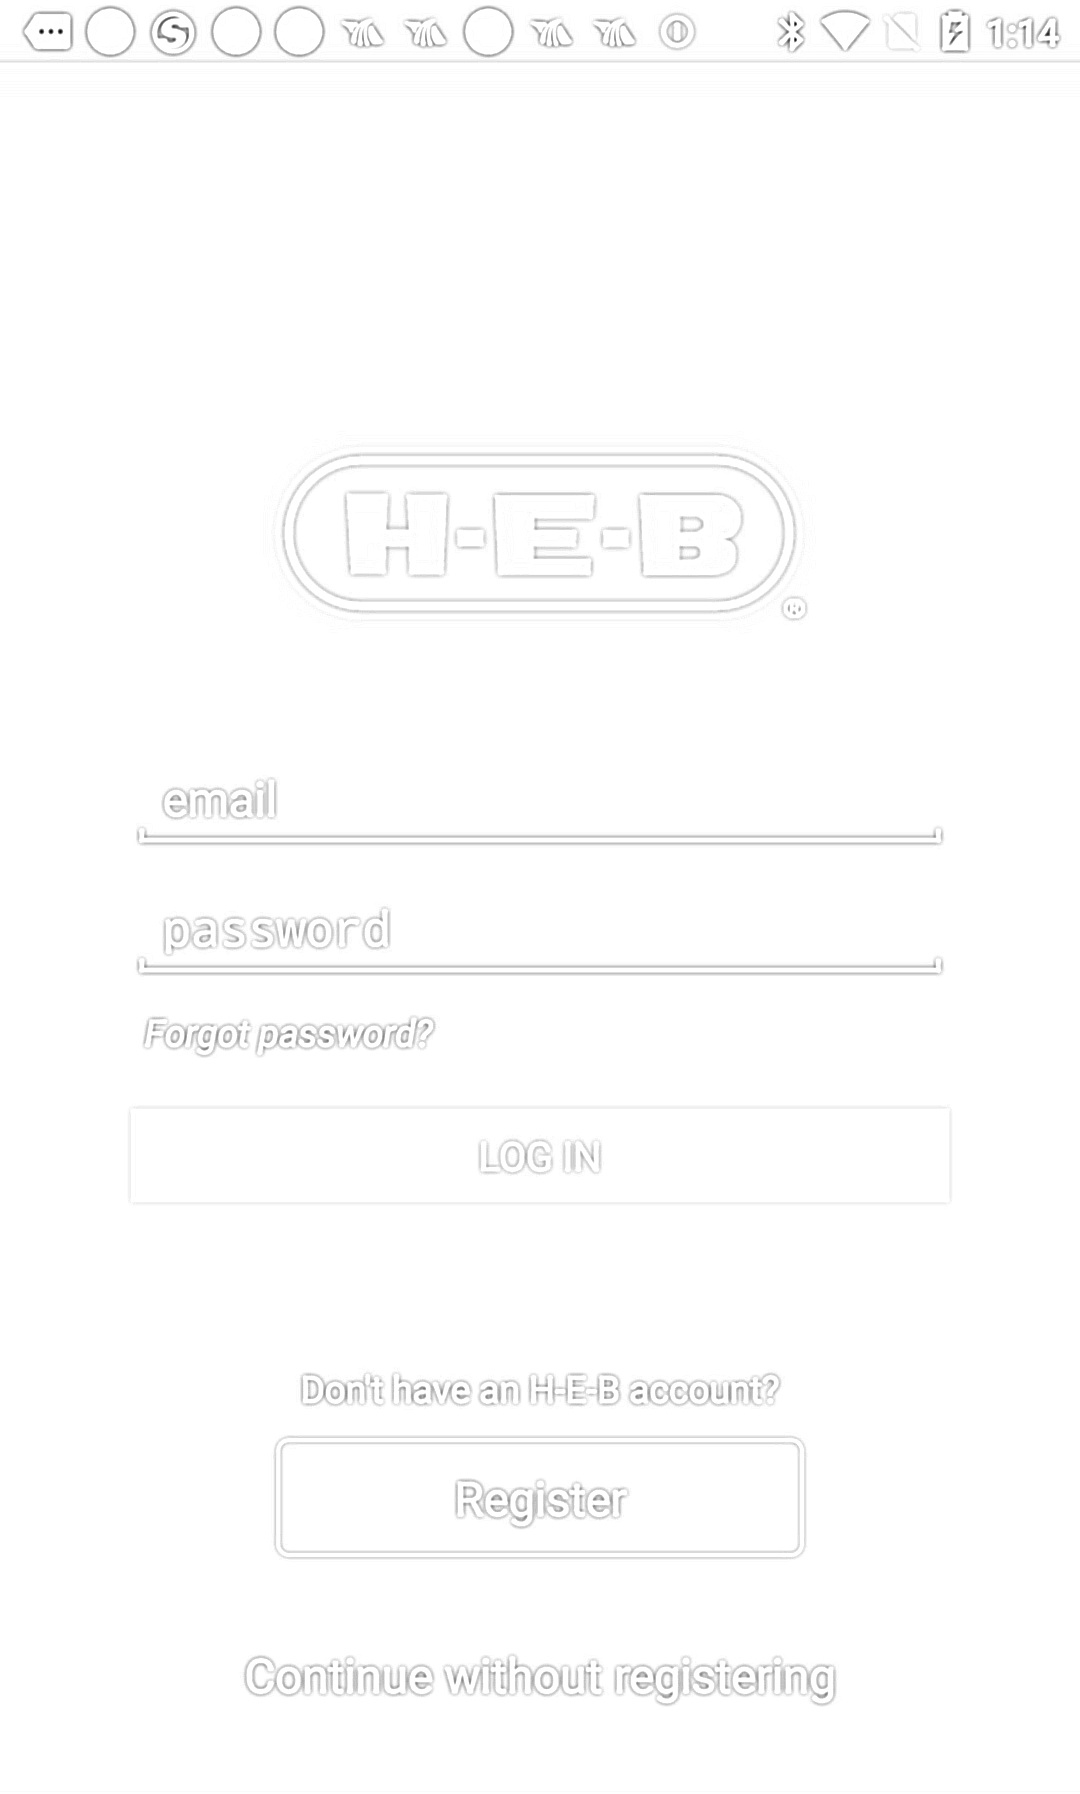 1:14
H-E-B
®
email
password
Forgot password?
LOG IN
Don't have an H-E-B account?
Register
Continue without registering